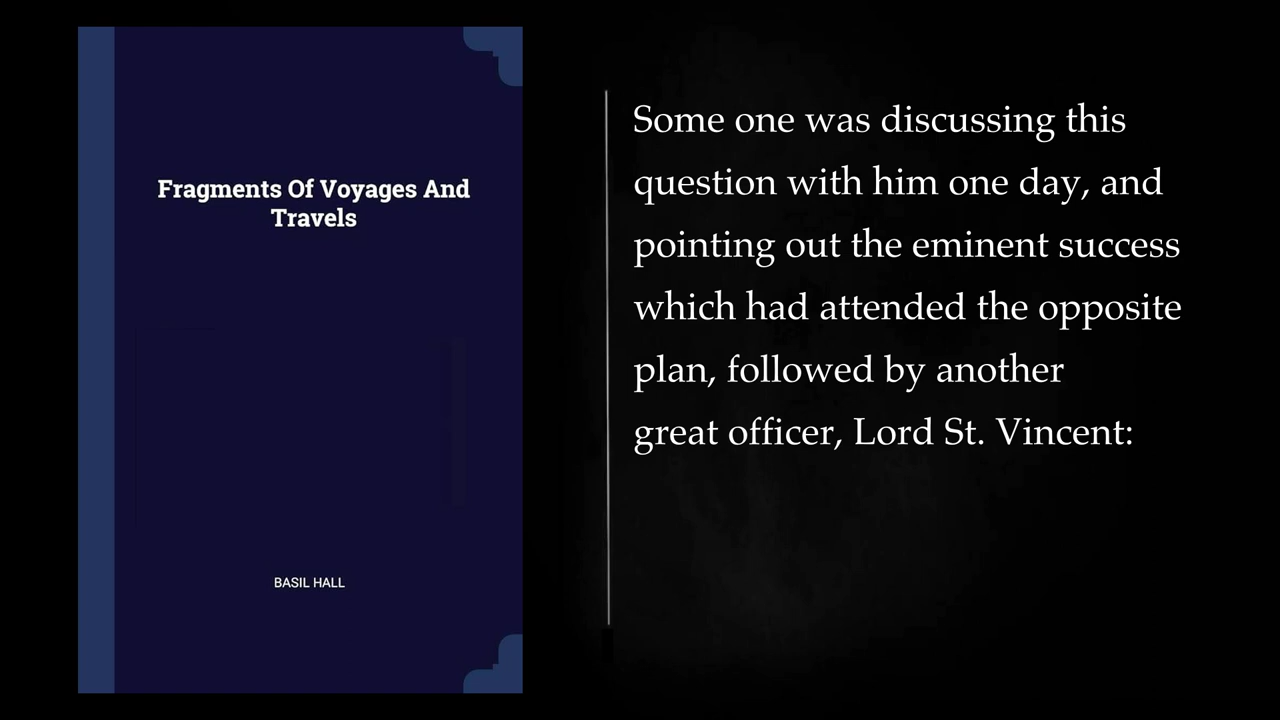 Fragments Of Voyages And
Travels
BASIL HALL
Some one was discussing this
question with him one day, and
pointing out the eminent success
which had attended the opposite
plan, followed by another
great officer, Lord St. Vincent: